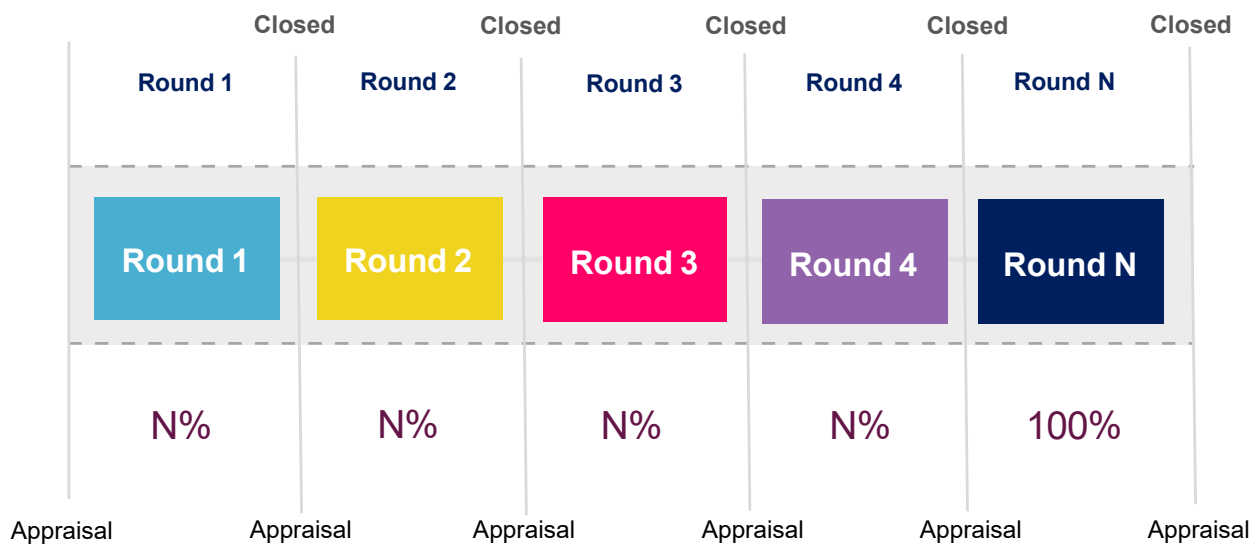 Closed
Closed
Closed
Closed
Closed
Round 1
Round 2
Round 3
Round 4
Round N
Round 1
Round 2
Round 3
Round 4
Round N
N%
N%
N%
N%
100%
Appraisal
Appraisal
Appraisal
Appraisal
Appraisal
Appraisal